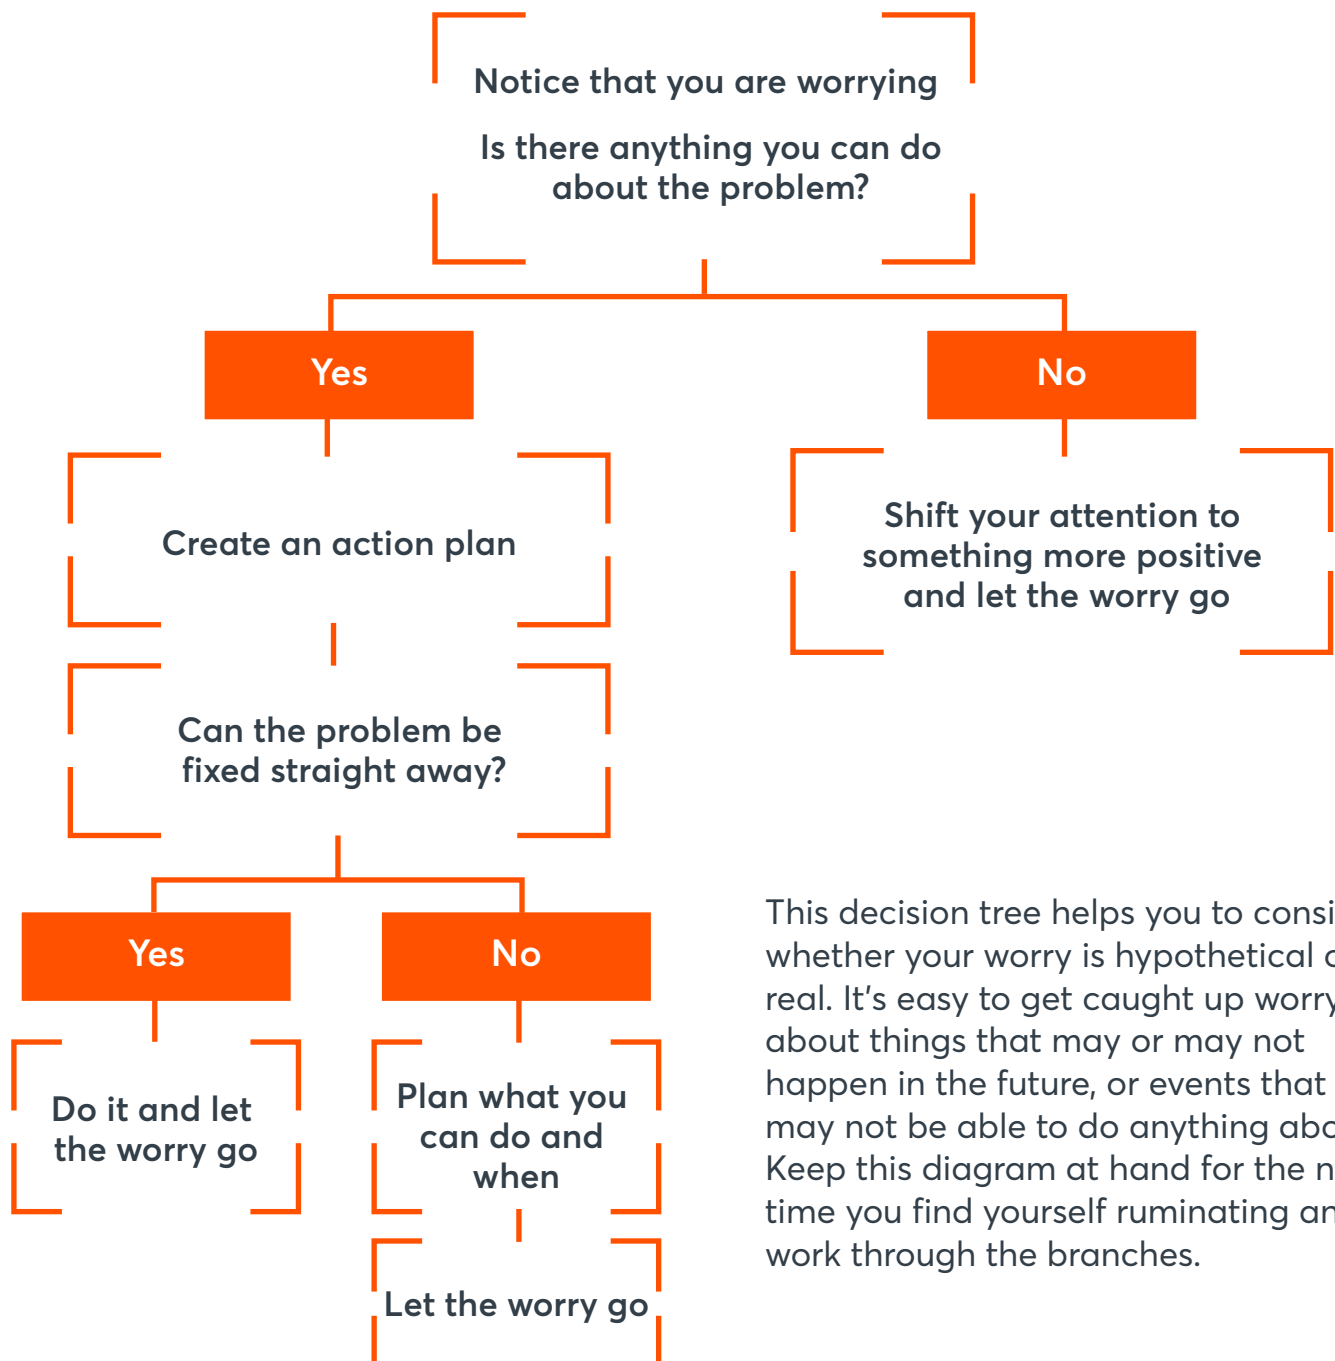 Notice that you are worrying
Is there anything you can do
about the problem?
Yes
No
Create an action plan
Shift your attention to
something more positive
and let the worry go
Can the problem be
fixed straight away?
Yes
No
Do it and let
the worry go
Plan what you
can do and
when
Let the worry go
This decision tree helps you to
whether your worry is hypothetical
real. It's easy to get caught up
about things that may or may not
happen in the future, or events that
may not be able to do anything
Keep this diagram at hand for the
time you find yourself ruminating
work through the branches.